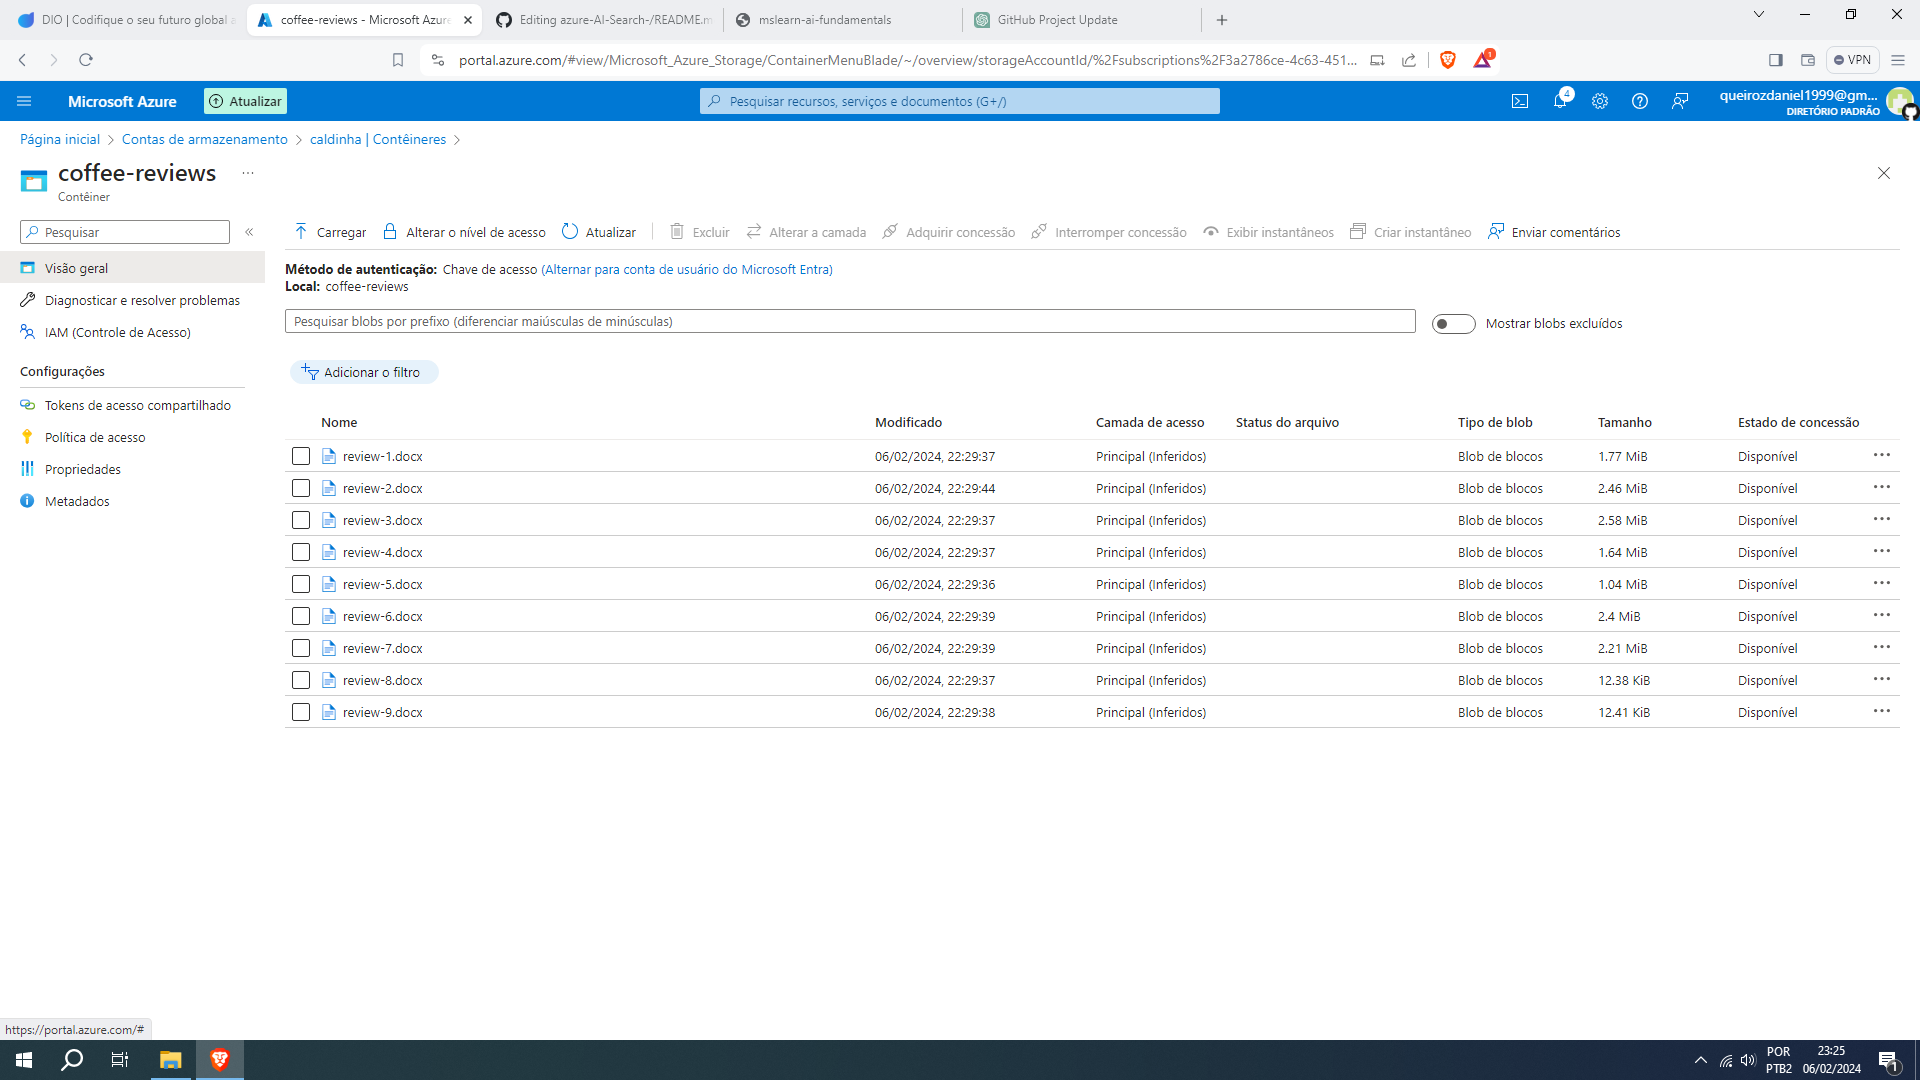 DIO | Codifique o seu futuro global a
coffee-reviews - Microsoft Azure
Editing azure-AI-Search-/README.m
mslearn-ai-fundamentals
GitHub Project Update
portal.azure.com/#view/Microsoft_Azure_Storage/ContainerMenuBlade/~/overview/storageAccountId/%2Fsubscriptions%2F3a2786ce-4c63-451...
1
VPN
Microsoft Azure
Atualizar
Pesquisar recursos, serviços e documentos (G+/)
4
queirozdaniel1999@gm...
DIRETÓRIO PADRÃO
Página inicial > Contas de armazenamento > caldinha | Contêineres >
coffee-reviews ...
Contêiner
Pesquisar
«
Visão geral
Diagnosticar e resolver problemas
IAM (Controle de Acesso)
Configurações
Tokens de acesso compartilhado
Política de acesso
Propriedades
Metadados
Carregar Alterar o nível de acesso Atualizar Excluir Alterar a camada Adquirir concessão Interromper concessão Exibir instantâneos Criar instantâneo Enviar comentários
Método de autenticação: Chave de acesso (Alternar para conta de usuário do Microsoft Entra)
Local: coffee-reviews
Pesquisar blobs por prefixo (diferenciar maiúsculas de minúsculas)
Mostrar blobs excluídos
Adicionar o filtro
Nome Modificado Camada de acesso Status do arquivo Tipo de blob Tamanho Estado de concessão
review-1.docx 06/02/2024, 22:29:37 Principal (Inferidos) Blob de blocos 1.77 MiB Disponível ...
review-2.docx 06/02/2024, 22:29:44 Principal (Inferidos) Blob de blocos 2.46 MiB Disponível ...
review-3.docx 06/02/2024, 22:29:37 Principal (Inferidos) Blob de blocos 2.58 MiB Disponível ...
review-4.docx 06/02/2024, 22:29:37 Principal (Inferidos) Blob de blocos 1.64 MiB Disponível ...
review-5.docx 06/02/2024, 22:29:36 Principal (Inferidos) Blob de blocos 1.04 MiB Disponível ...
review-6.docx 06/02/2024, 22:29:39 Principal (Inferidos) Blob de blocos 2.4 MiB Disponível ...
review-7.docx 06/02/2024, 22:29:39 Principal (Inferidos) Blob de blocos 2.21 MiB Disponível ...
review-8.docx 06/02/2024, 22:29:37 Principal (Inferidos) Blob de blocos 12.38 KiB Disponível ...
review-9.docx 06/02/2024, 22:29:38 Principal (Inferidos) Blob de blocos 12.41 KiB Disponível ...
https://portal.azure.com/#
POR
PTB2
23:25
06/02/2024
1